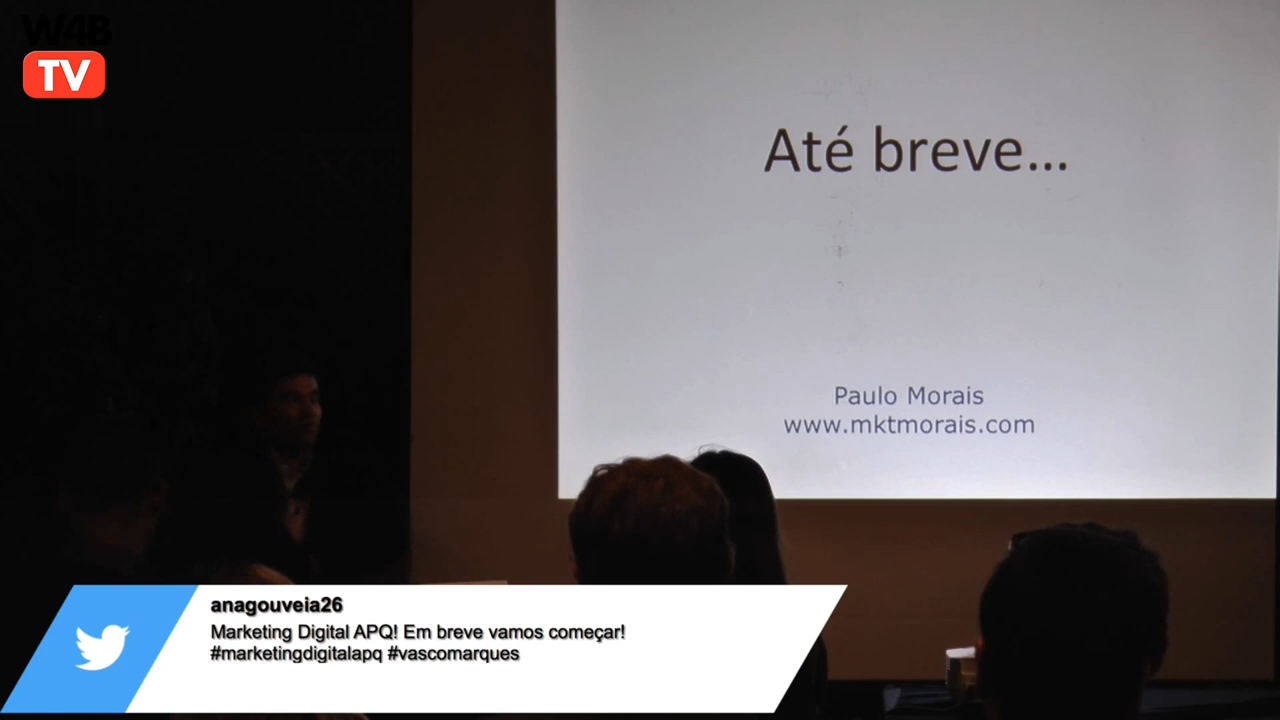 W4B
TV
Até breve...
Paulo Morais
www.mktmorais.com
anagouveia26
Marketing Digital APQ! Em breve vamos começar!
#marketingdigitalapq #vascomarques